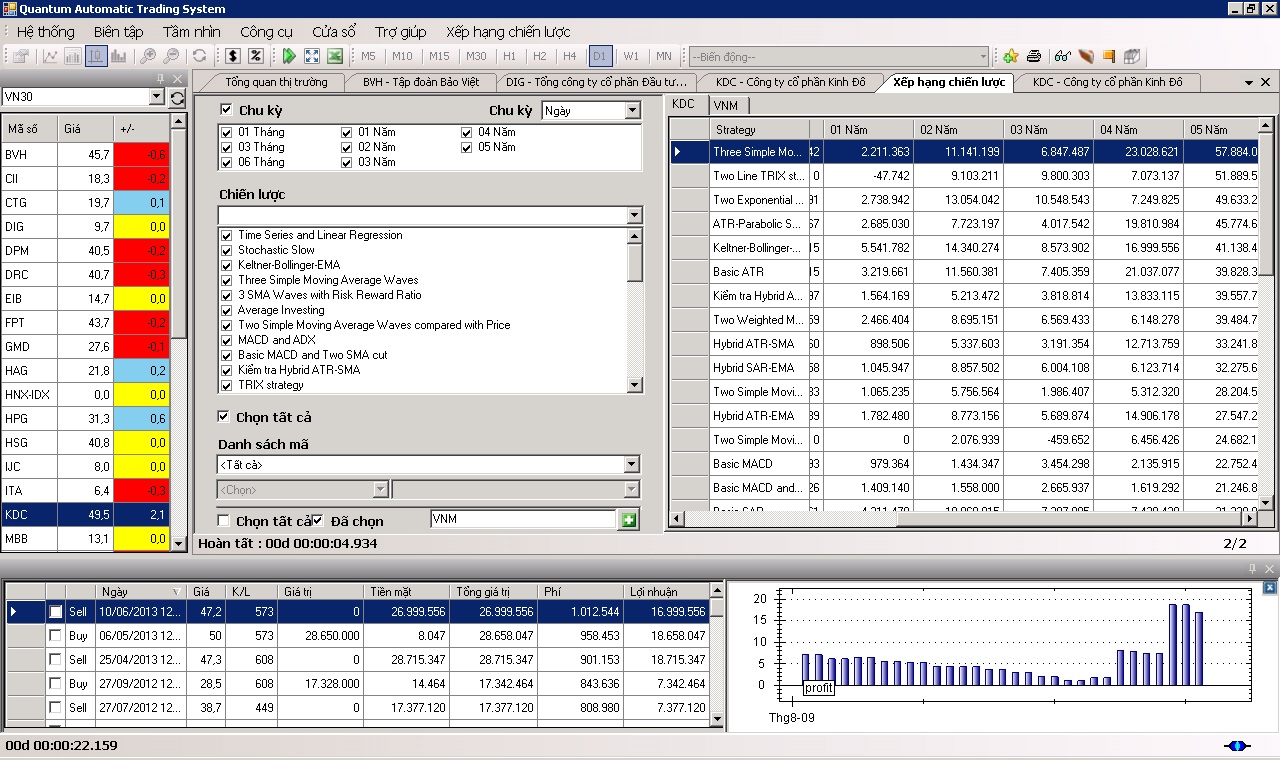 Quantum Automatic Trading System
Hệ thống Biên tập Tầm nhìn Công cụ Cửa sổ Trợ giúp Xếp hạng chiến lược
$ % M5 M10 M15 M30 H1 H2 H4 D1 W1 MN --Biến động--
Tổng quan thị trường BVH - Tập đoàn Bảo Việt DIG - Tổng công ty cổ phần Đầu tư... KDC - Công ty cổ phần Kinh Đô Xếp hạng chiến lược KDC - Công ty cổ phần Kinh Đô
VN30
Mã số Giá +/-
BVH 45,7 -0,6
CII 18,3 -0,2
CTG 19,7 0,1
DIG 9,7 0,0
DPM 40,5 -0,2
DRC 40,7 -0,3
EIB 14,7 0,0
FPT 43,7 -0,2
GMD 27,6 -0,1
HAG 21,8 0,2
HNX-IDX 0,0 0,0
HPG 31,3 0,6
HSG 40,8 0,0
IJC 8,0 0,0
ITA 6,4 -0,3
KDC 49,5 2,1
MBB 13,1 0,0
Chu kỳ Chu kỳ Ngày
01 Tháng 01 Năm 04 Năm
03 Tháng 02 Năm 05 Năm
06 Tháng 03 Năm
Chiến lược
Time Series and Linear Regression
Stochastic Slow
Keltner-Bollinger-EMA
Three Simple Moving Average Waves
3 SMA Waves with Risk Reward Ratio
Average Investing
Two Simple Moving Average Waves compared with Price
MACD and ADX
Basic MACD and Two SMA cut
Kiểm tra Hybrid ATR-SMA
TRIX strategy
Chọn tất cả
Danh sách mã
<Tất cả>
<Chọn>
Chọn tất cả Đã chọn VNM
Hoàn tất : 00d 00:00:04.934 2/2
KDC VNM
Strategy 01 Năm 02 Năm 03 Năm 04 Năm 05 Năm
Three Simple Mo... 42 2.211.363 11.141.199 6.847.487 23.028.621 57.884.0
Two Line TRIX st... 0 -47.742 9.103.211 9.800.303 7.073.137 51.889.5
Two Exponential ... 91 2.738.942 13.054.042 10.548.543 7.249.825 49.633.2
ATR-Parabolic S... 67 2.685.030 7.723.197 4.017.542 19.810.984 45.774.6
Keltner-Bollinger-... 15 5.541.782 14.340.274 8.573.902 16.999.556 41.138.4
Basic ATR 15 3.219.661 11.560.361 7.405.359 21.037.077 39.828.3
Kiểm tra Hybrid A... 97 1.564.169 5.213.472 3.818.814 13.833.115 39.557.7
Two Weighted M... 59 2.466.404 8.695.151 6.569.433 6.148.278 39.484.7
Hybrid ATR-SMA 60 898.506 5.337.603 3.191.354 12.713.759 33.241.8
Hybrid SAR-EMA 58 1.045.947 8.857.502 6.004.108 6.123.714 32.275.6
Two Simple Movi... 83 1.065.235 5.756.564 1.986.407 5.312.320 28.204.5
Hybrid ATR-EMA 39 1.782.480 8.773.156 5.689.874 14.906.178 27.547.2
Two Simple Movi... 0 0 2.076.939 -459.652 6.456.426 24.682.1
Basic MACD 93 979.364 1.434.347 3.454.298 2.135.915 22.752.4
Basic MACD and... 26 1.409.140 1.558.000 2.665.937 1.619.292 21.246.8
Ngày Giá K/L Giá trị Tiền mặt Tổng giá trị Phí Lợi nhuận
Sell 10/06/2013 12... 47,2 573 0 26.999.556 26.999.556 1.012.544 16.999.556
Buy 06/05/2013 12... 50 573 28.650.000 8.047 28.658.047 958.453 18.658.047
Sell 25/04/2013 12... 47,3 608 0 28.715.347 28.715.347 901.153 18.715.347
Buy 27/09/2012 12... 28,5 608 17.328.000 14.464 17.342.464 843.636 7.342.464
Sell 27/07/2012 12... 38,7 449 0 17.377.120 17.377.120 808.980 7.377.120
20
15
10
5
0
profit
Thg8-09
00d 00:00:22.159